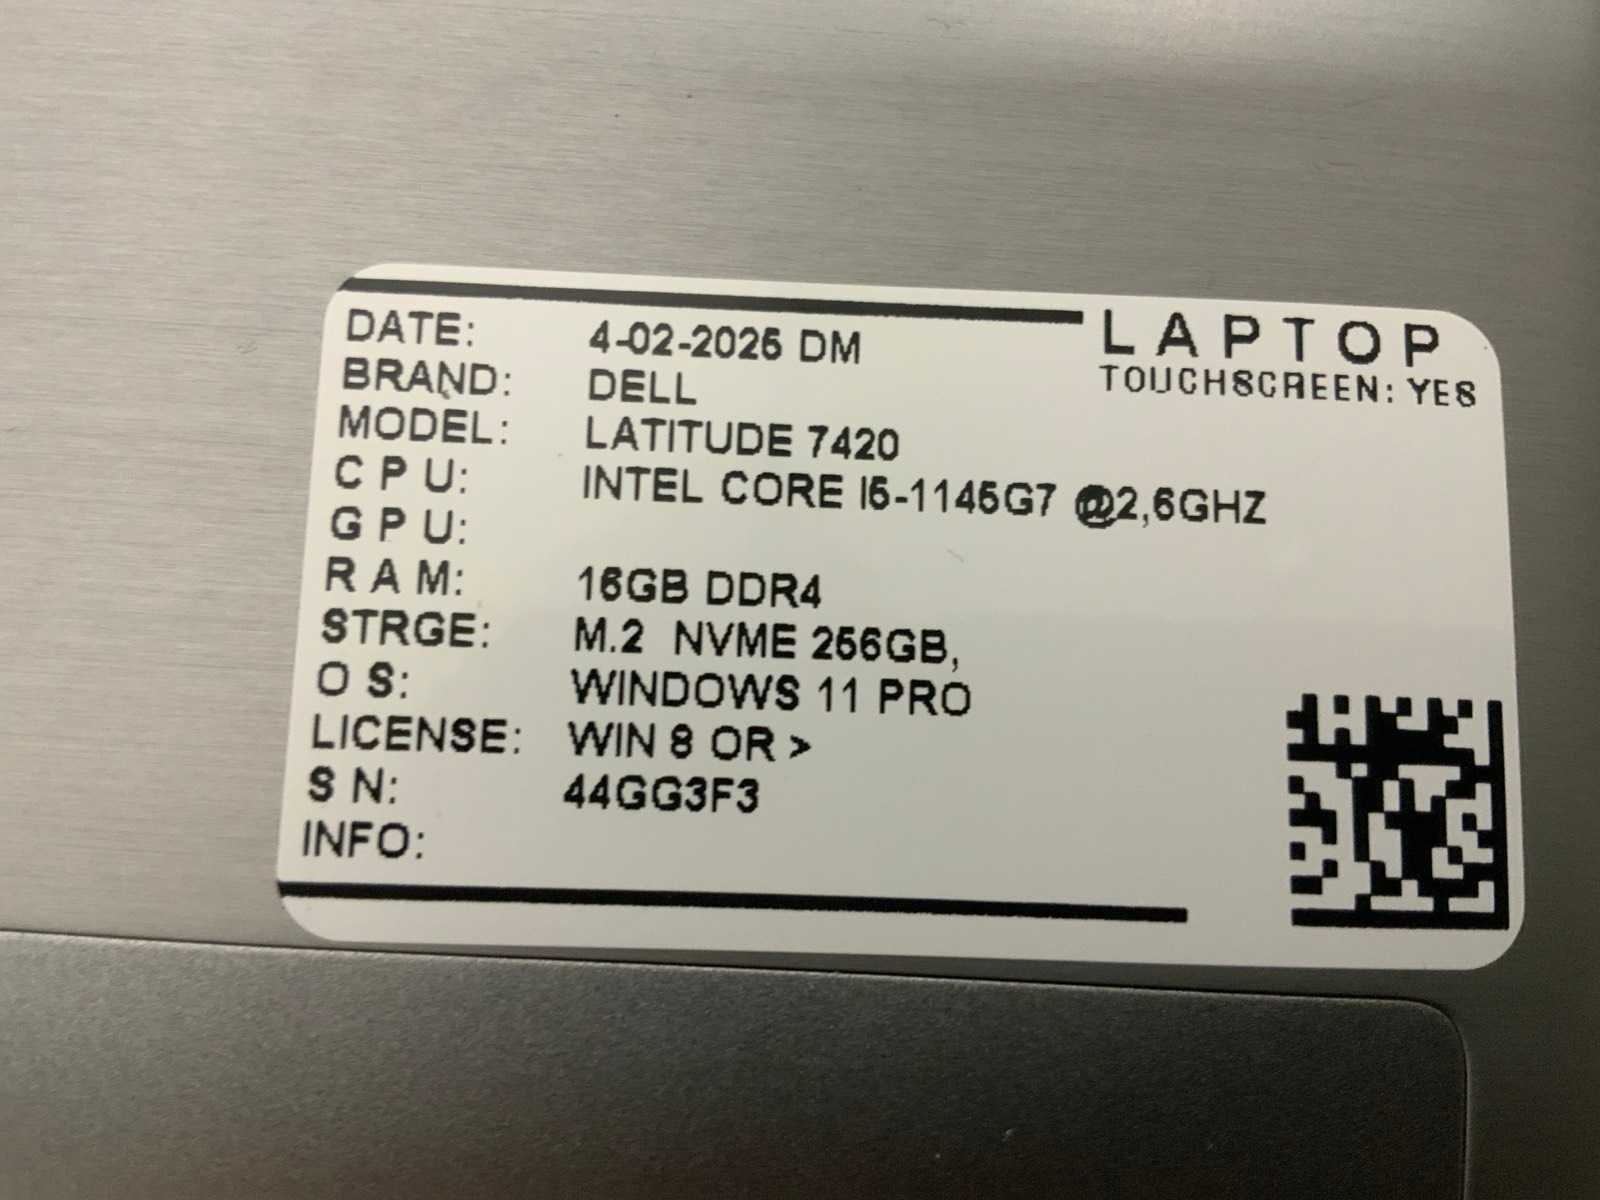 LAPTOP
TOUCHSCREEN: YES
DATE: 4-02-2025 DM
BRAND: DELL
MODEL: LATITUDE 7420
CPU: INTEL CORE I5-1145G7 @2,6GHZ
GPU:
RAM: 16GB DDR4
STRGE: M.2 NVME 256GB,
OS: WINDOWS 11 PRO
LICENSE: WIN 8 OR >
SN: 44GG3F3
INFO: